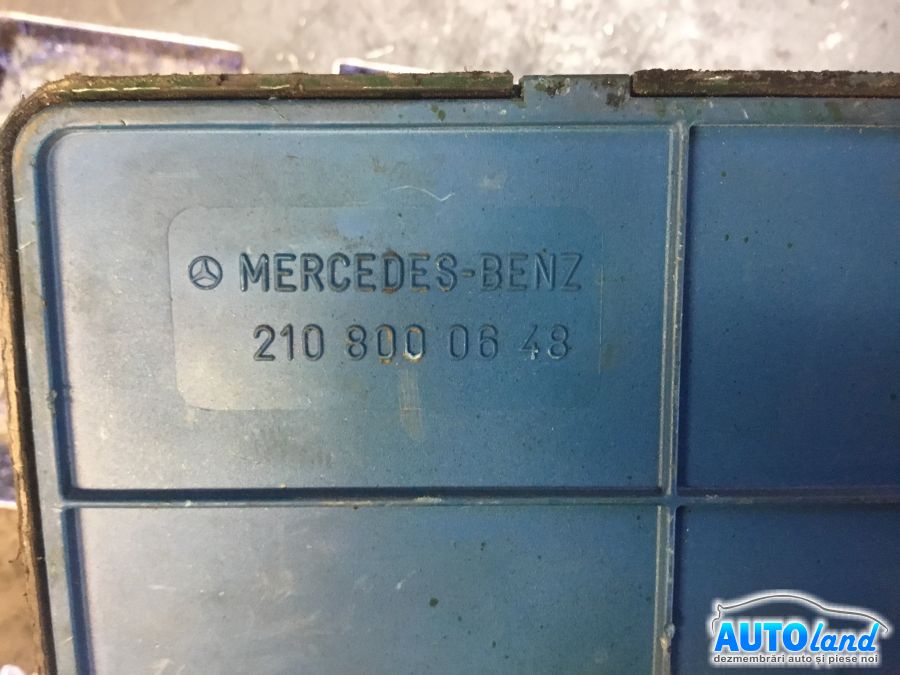 MERCEDES-BENZ
210 800 06 48
AUTOland
dezmembrări auto și piese noi